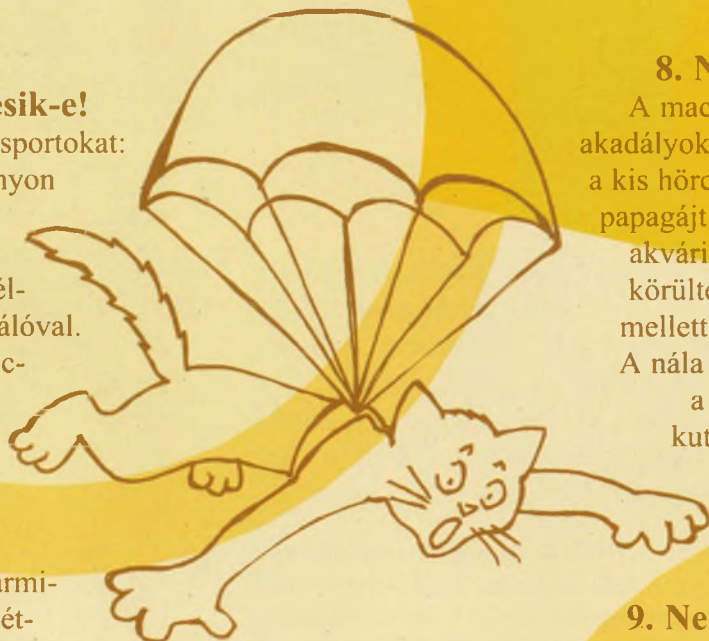 esik-e!
sportokat:
nyon
él-
álóval.
c-
armi-
ét-
8. N
A mac
akadályok
a kis hörc
papagájt
akvári
körülte
mellett
A nála
a
kut
9. Ne